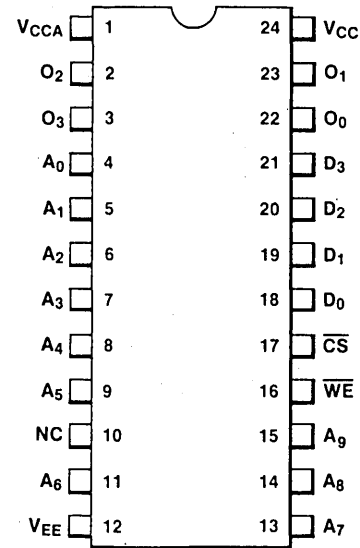 VCCA 1 24 VCC
O2 2 23 O1
O3 3 22 O0
A0 4 21 D3
A1 5 20 D2
A2 6 19 D1
A3 7 18 D0
A4 8 17 C̅S̅
A5 9 16 W̅E̅
NC 10 15 A9
A6 11 14 A8
VEE 12 13 A7